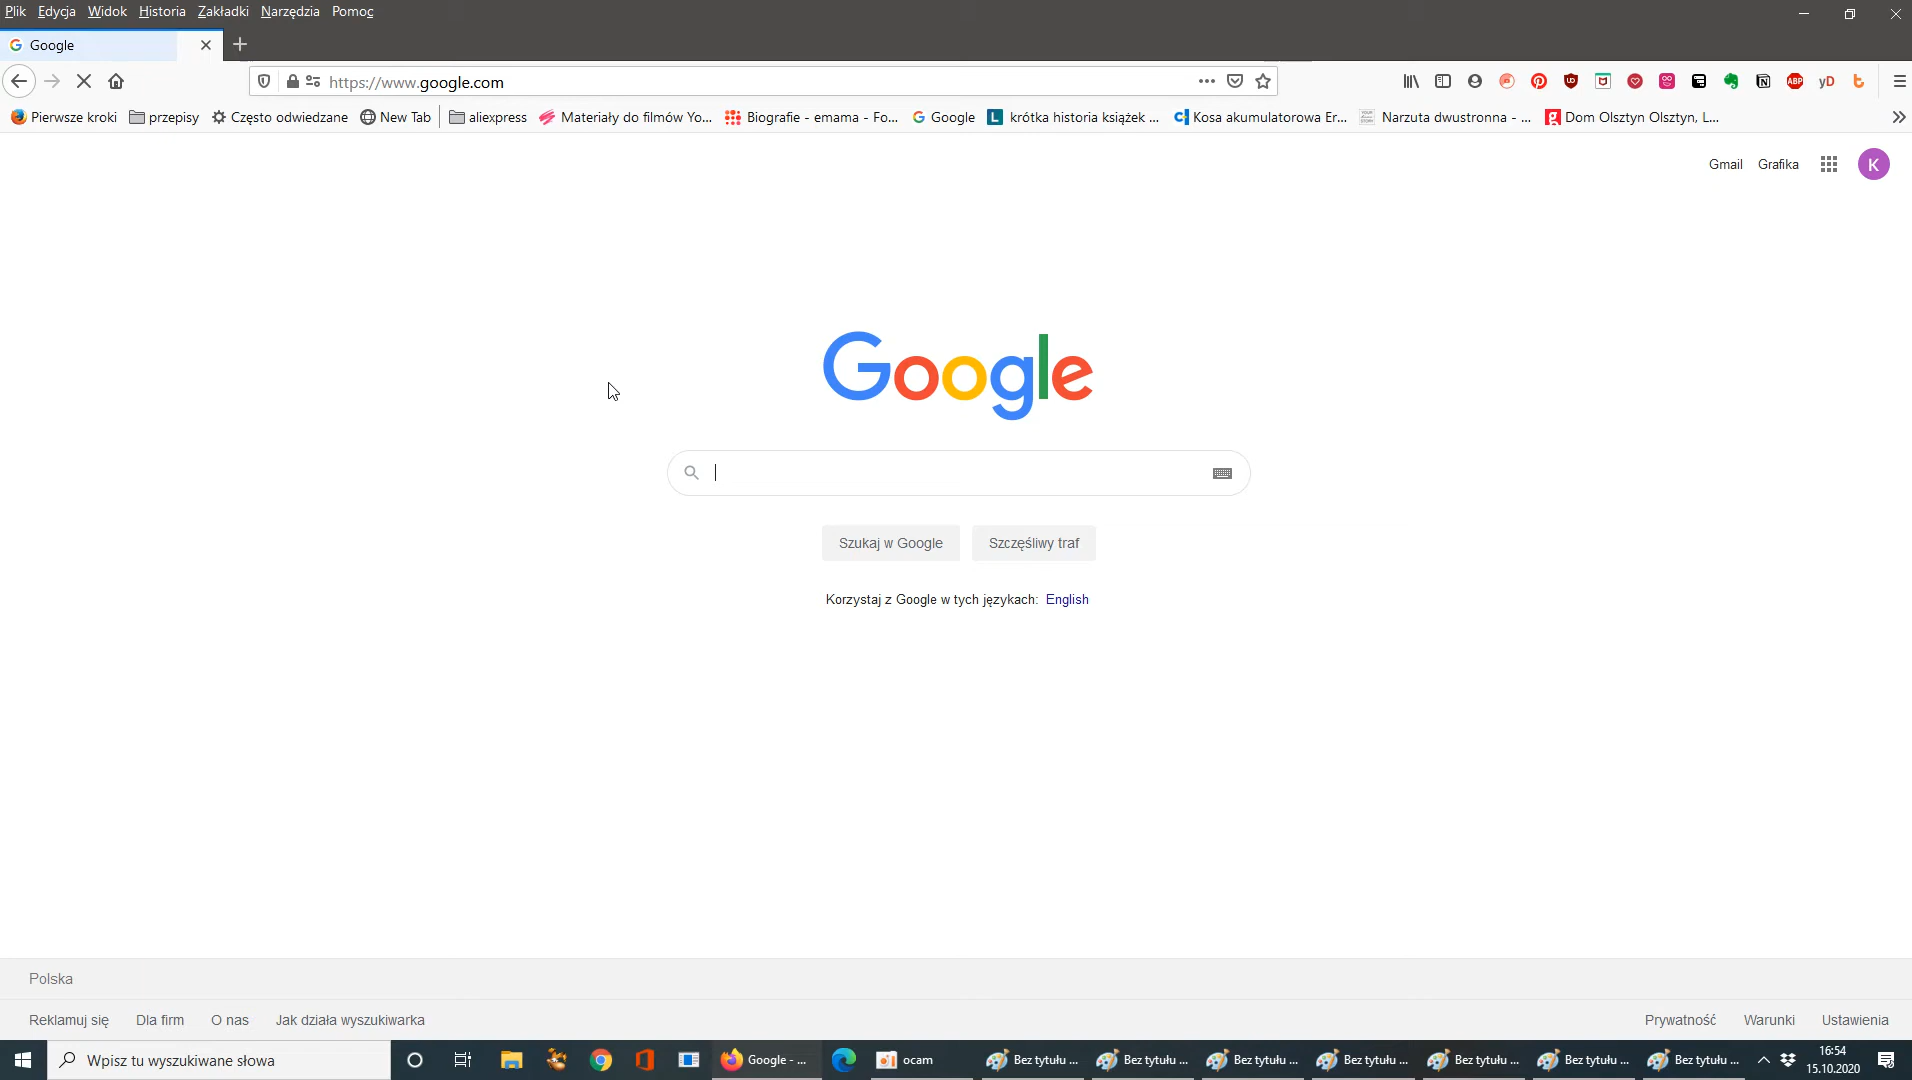 Plik Edycja Widok Historia Zakładki Narzędzia Pomoc
Google
https://www.google.com
Pierwsze kroki przepisy Często odwiedzane New Tab aliexpress Materiały do filmów Yo... Biografie - emama - Fo... Google krótka historia książek ... Kosa akumulatorowa Er... Narzuta dwustronna - ... Dom Olsztyn Olsztyn, L...
Gmail Grafika K
Google
Szukaj w Google Szczęśliwy traf
Korzystaj z Google w tych językach: English
Polska
Reklamuj się Dla firm O nas Jak działa wyszukiwarka Prywatność Warunki Ustawienia
Wpisz tu wyszukiwane słowa Google - ... ocam Bez tytułu ... Bez tytułu ... Bez tytułu ... Bez tytułu ... Bez tytułu ... Bez tytułu ... Bez tytułu ... 16:54
15.10.2020